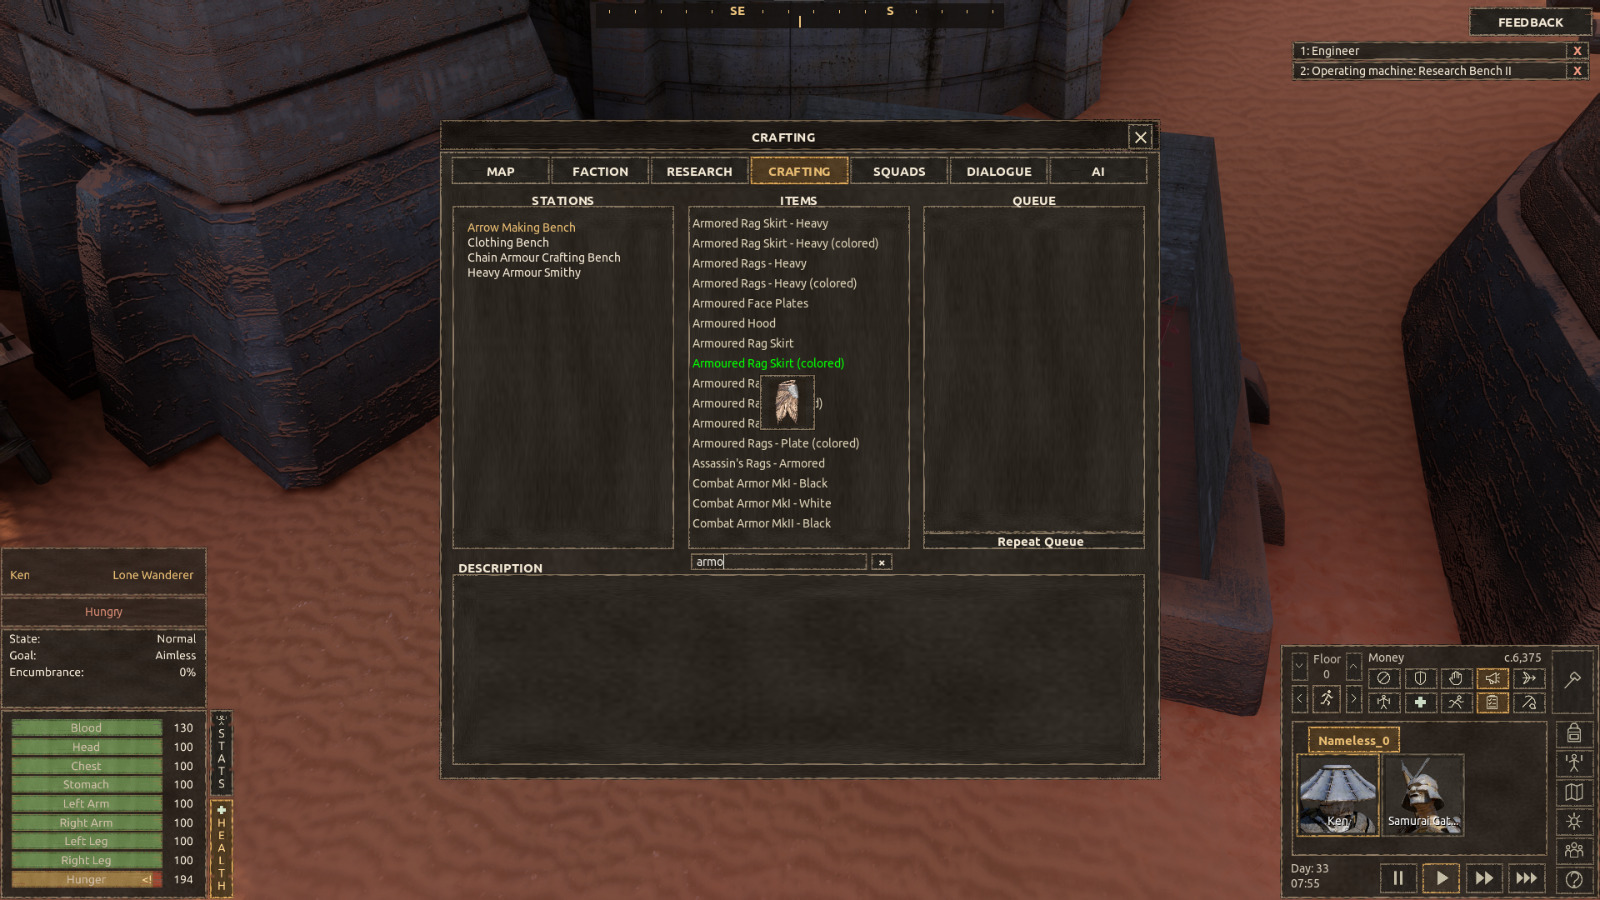 SE
S
FEEDBACK
1: Engineer
X
2: Operating machine: Research Bench II
X
CRAFTING
MAP
FACTION
RESEARCH
CRAFTING
SQUADS
DIALOGUE
AI
STATIONS
Arrow Making Bench
Clothing Bench
Chain Armour Crafting Bench
Heavy Armour Smithy
ITEMS
Armored Rag Skirt - Heavy
Armored Rag Skirt - Heavy (colored)
Armored Rags - Heavy
Armored Rags - Heavy (colored)
Armoured Face Plates
Armoured Hood
Armoured Rag Skirt
Armoured Rag Skirt (colored)
Armoured
Armoured
Armoured
Armoured Rags - Plate (colored)
Assassin's Rags - Armored
Combat Armor MkI - Black
Combat Armor MkI - White
Combat Armor MkII - Black
armo
QUEUE
Repeat Queue
DESCRIPTION
Ken
Lone Wanderer
Hungry
State: Normal
Goal: Aimless
Encumbrance: 0%
Blood 130
Head 100
Chest 100
Stomach 100
Left Arm 100
Right Arm 100
Left Leg 100
Right Leg 100
Hunger <! 194
STATS
HEALTH
Floor
0
Money c.6,375
Nameless_0
Ken
Samurai Gat...
Day: 33
07:55